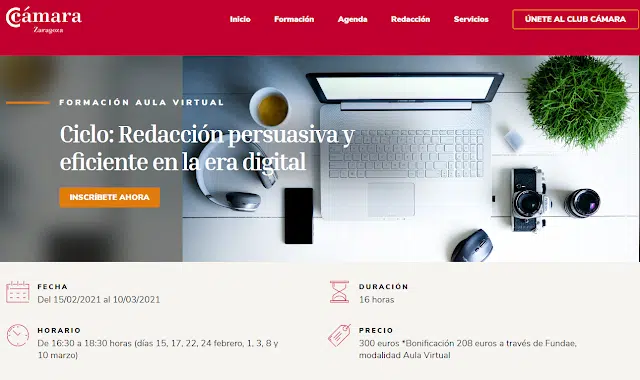 cámara
Zaragoza
Inicio Formación Agenda Redacción Servicios ÚNETE AL CLUB CÁMARA
FORMACIÓN AULA VIRTUAL
Ciclo: Redacción persuasiva y
eficiente en la era digital
INSCRÍBETE AHORA
FECHA
Del 15/02/2021 al 10/03/2021
DURACIÓN
16 horas
HORARIO
De 16:30 a 18:30 horas (días 15, 17, 22, 24 febrero, 1, 3, 8 y
10 marzo)
PRECIO
300 euros *Bonificación 208 euros a través de Fundae,
modalidad Aula Virtual